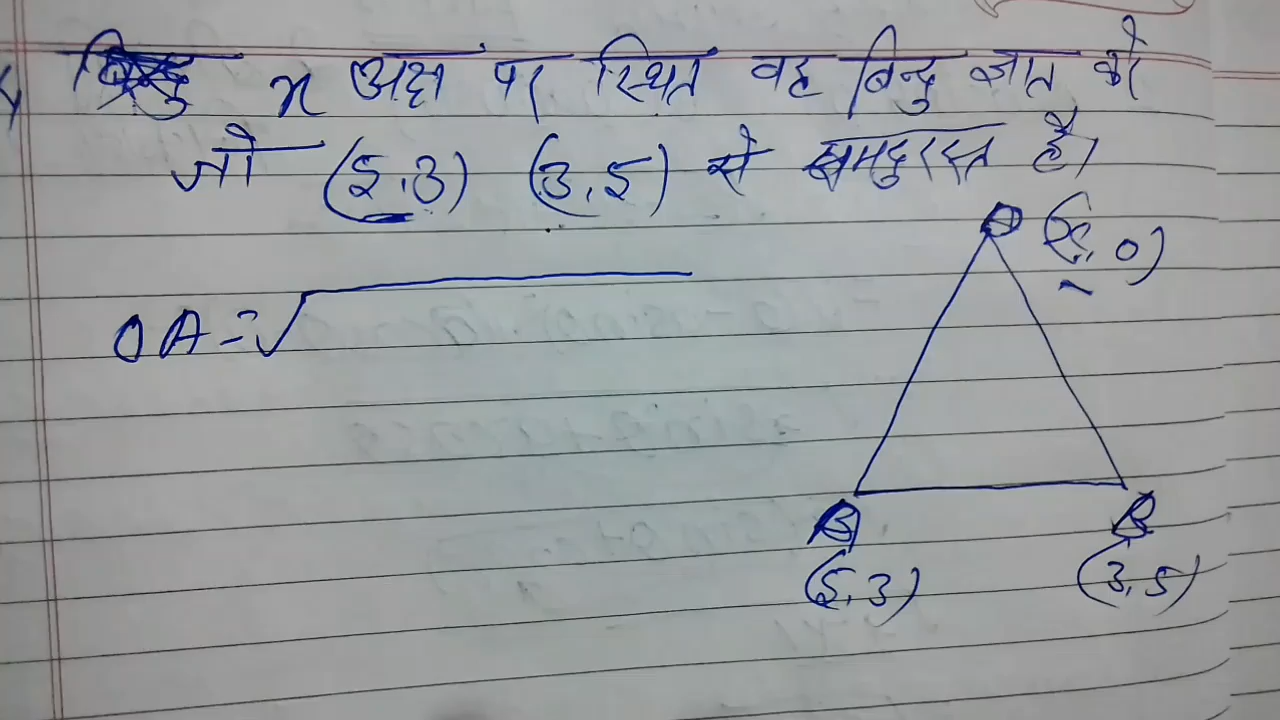 x अक्ष पर स्थित वह बिन्दु ज्ञात करो
जो (5,3) (3,5) से समदुरस्त है।
O (x, 0)
OA = √
A B
(5,3) (3,5)